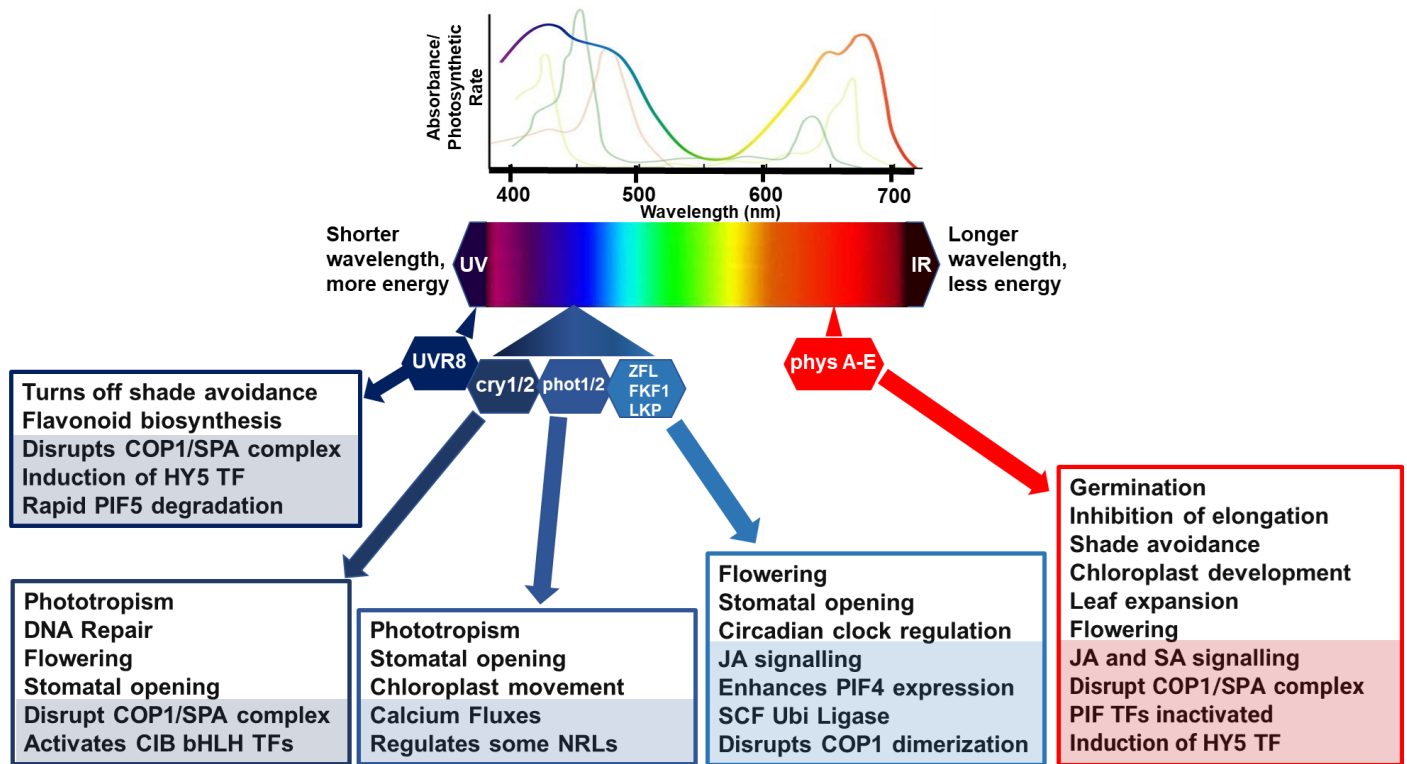 Absorbance/
Photosynthetic
Rate
400
500
600
700
Wavelength (nm)
Shorter
wavelength,
more energy
UV
IR
Longer
wavelength,
less energy
UVR8
cry1/2
phot1/2
ZFL
FKF1
LKP
phys A-E
Turns off shade avoidance
Flavonoid biosynthesis
Disrupts COP1/SPA complex
Induction of HY5 TF
Rapid PIF5 degradation
Phototropism
DNA Repair
Flowering
Stomatal opening
Disrupt COP1/SPA complex
Activates CIB bHLH TFs
Phototropism
Stomatal opening
Chloroplast movement
Calcium Fluxes
Regulates some NRLs
Flowering
Stomatal opening
Circadian clock regulation
JA signalling
Enhances PIF4 expression
SCF Ubi Ligase
Disrupts COP1 dimerization
Germination
Inhibition of elongation
Shade avoidance
Chloroplast development
Leaf expansion
Flowering
JA and SA signalling
Disrupt COP1/SPA complex
PIF TFs inactivated
Induction of HY5 TF